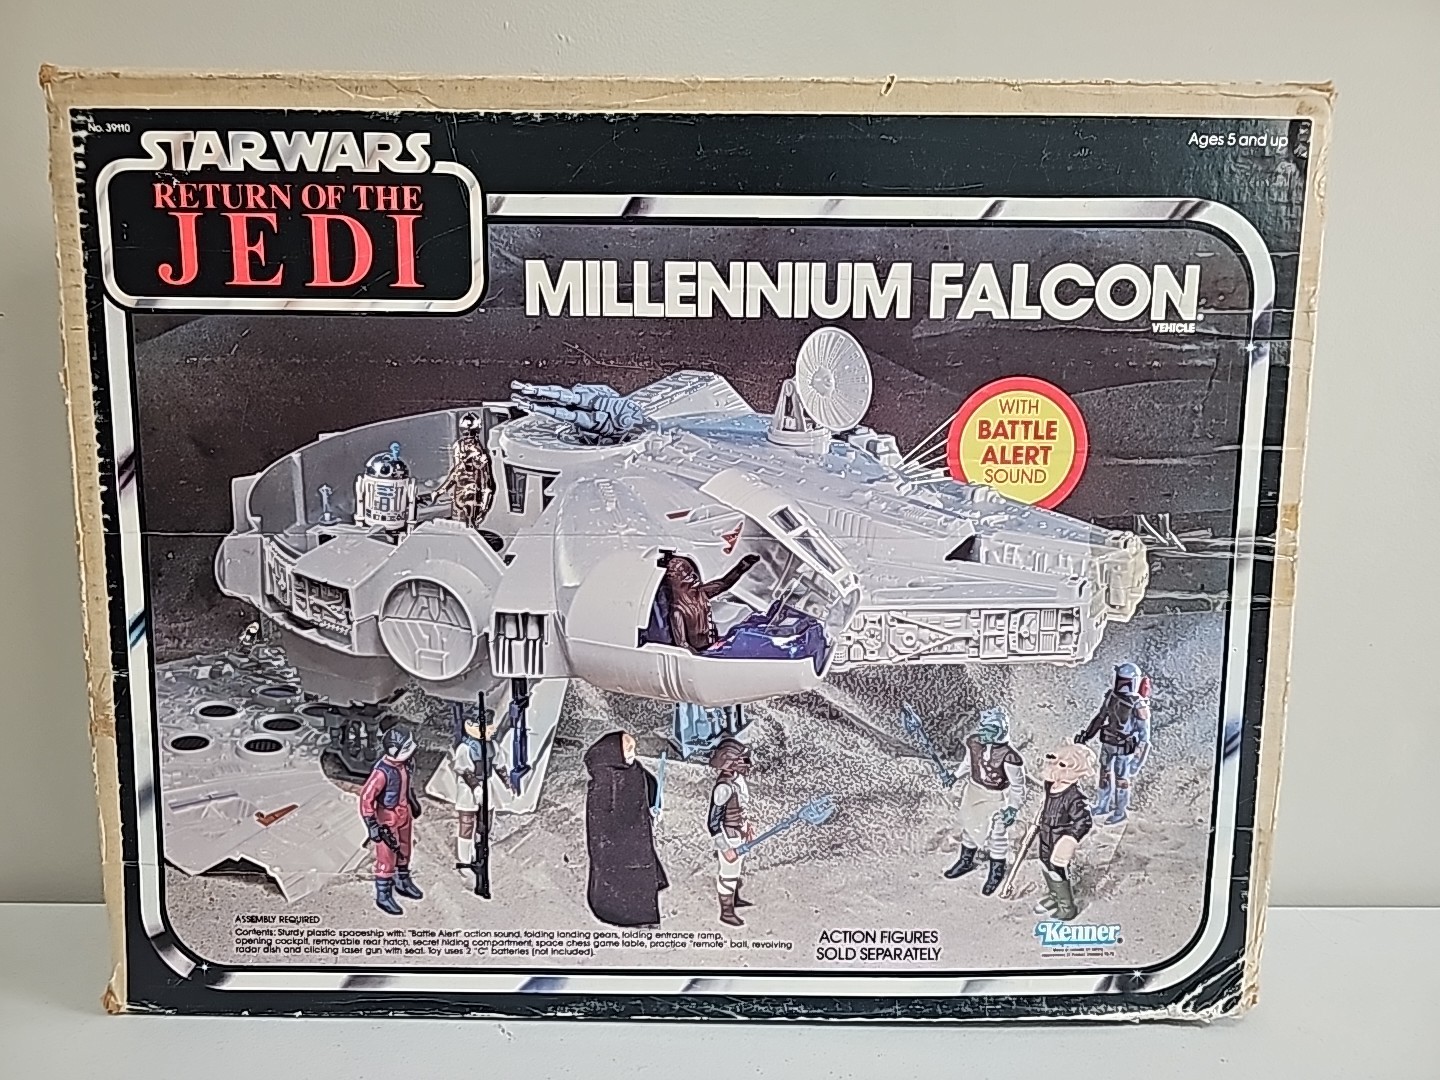 No. 39110
STAR WARS
RETURN OF THE
JEDI
Ages 5 and up
MILLENNIUM FALCON
VEHICLE
WITH
BATTLE
ALERT
SOUND
ASSEMBLY REQUIRED
Contents: Sturdy plastic spaceship with: "Battle Alert" action sound, folding landing gears, folding entrance ramp,
opening cockpit, removable rear hatch, secret hiding compartment, space chess game table, practice "remote" ball, revolving
radar dish and clicking laser gun with seat. Toy uses 2 "C" batteries (not included).
ACTION FIGURES
SOLD SEPARATELY
Kenner